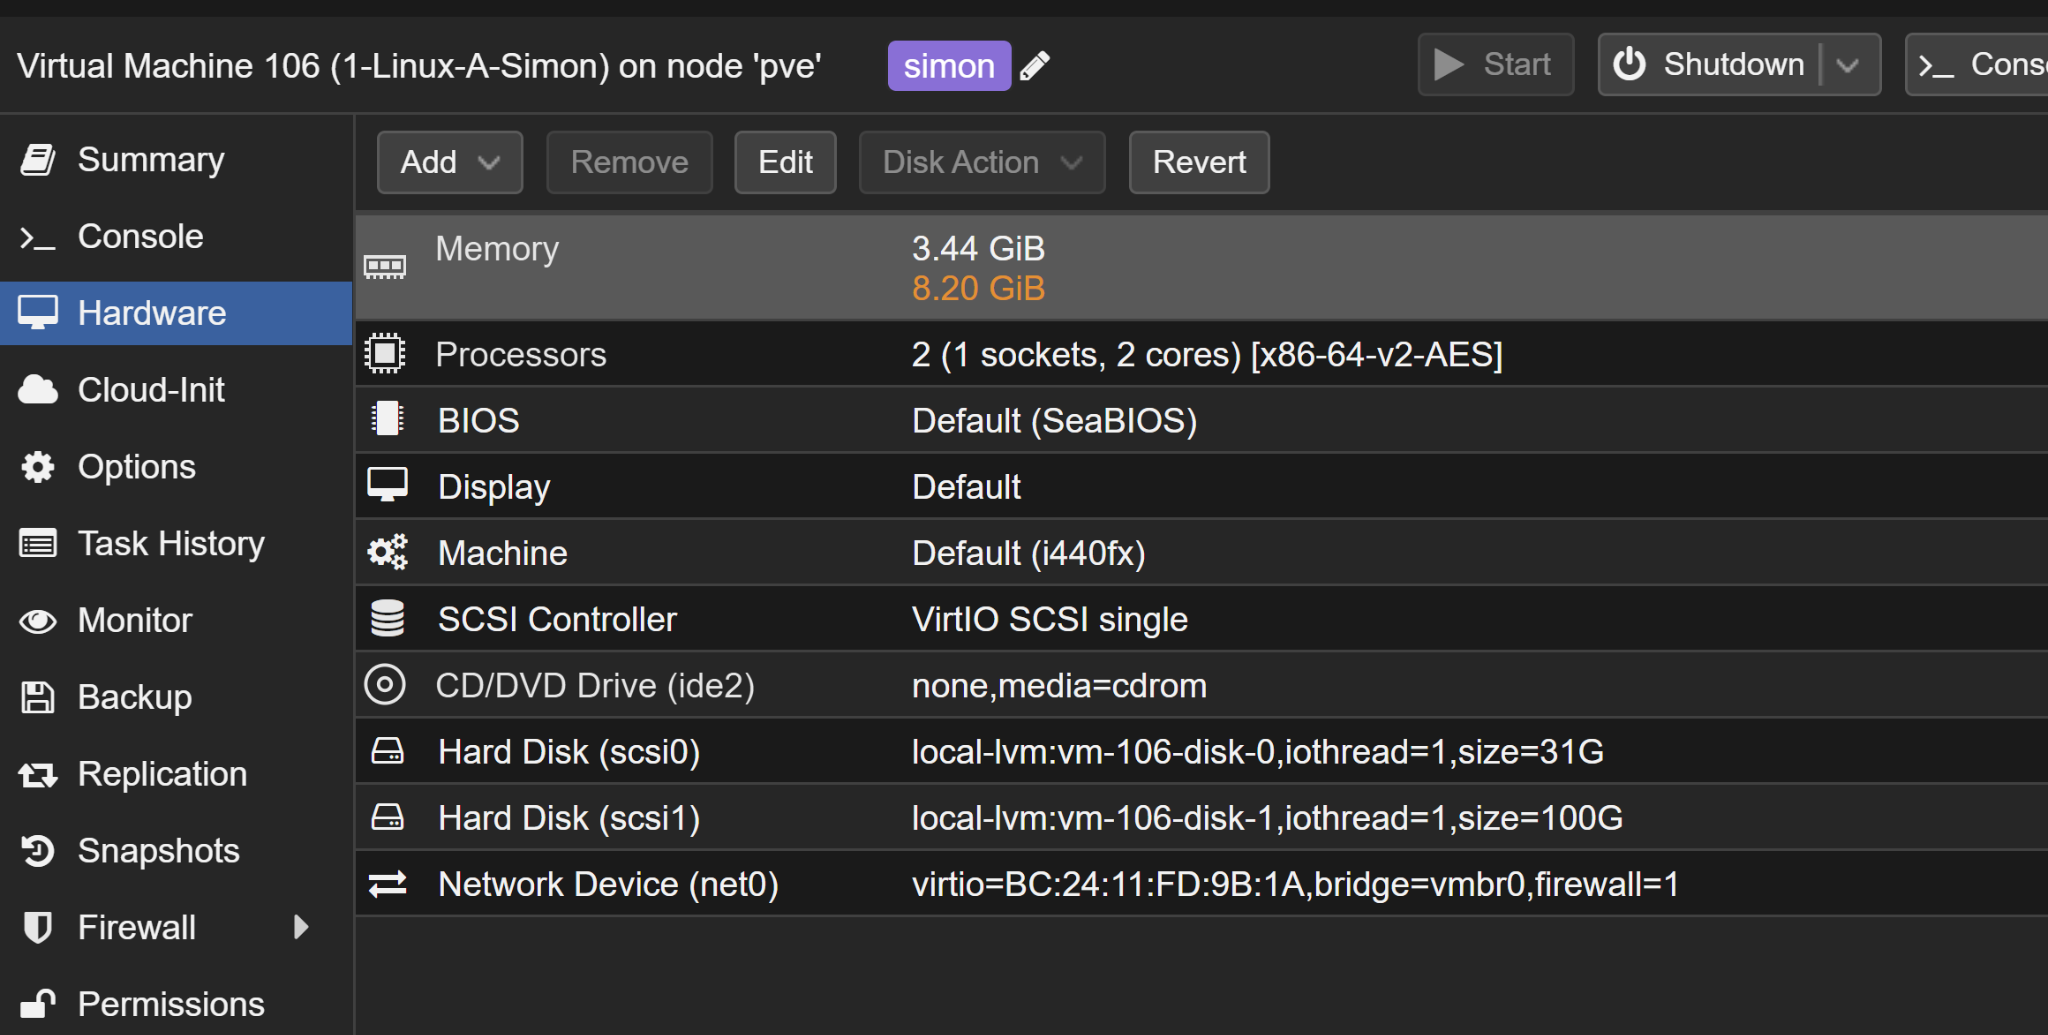 Virtual Machine 106 (1-Linux-A-Simon) on node 'pve' simon Start Shutdown >_
Summary
Console
Hardware
Cloud-Init
Options
Task History
Monitor
Backup
Replication
Snapshots
Firewall
Permissions
Add Remove Edit Disk Action Revert
Memory 3.44 GiB
8.20 GiB
Processors 2 (1 sockets, 2 cores) [x86-64-v2-AES]
BIOS Default (SeaBIOS)
Display Default
Machine Default (i440fx)
SCSI Controller VirtIO SCSI single
CD/DVD Drive (ide2) none,media=cdrom
Hard Disk (scsi0) local-lvm:vm-106-disk-0,iothread=1,size=31G
Hard Disk (scsi1) local-lvm:vm-106-disk-1,iothread=1,size=100G
Network Device (net0) virtio=BC:24:11:FD:9B:1A,bridge=vmbr0,firewall=1